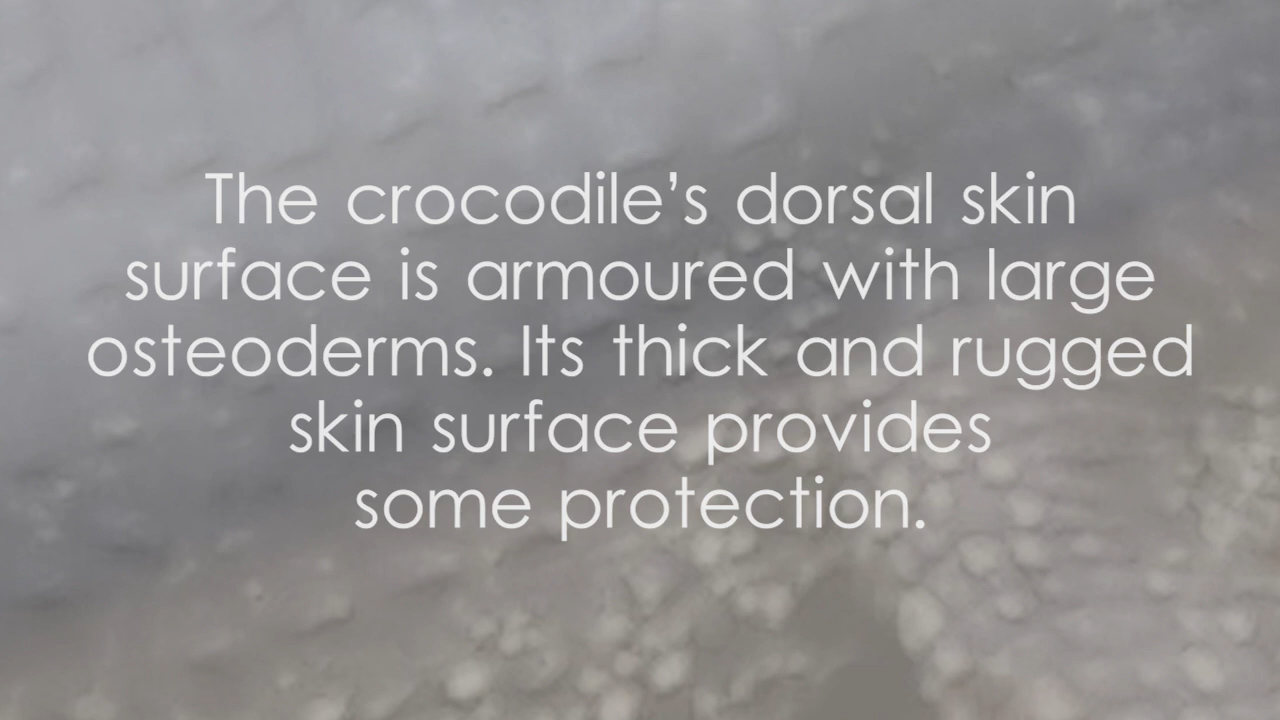 The crocodile’s dorsal skin
surface is armoured with large
osteoderms. Its thick and rugged
skin surface provides
some protection.